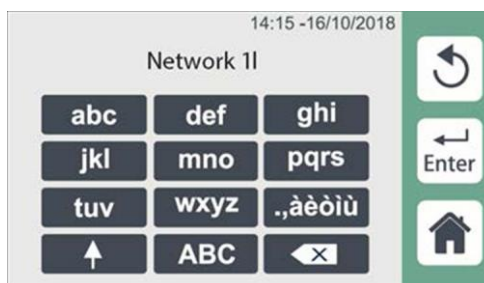 14:15 -16/10/2018
Network 1l
abc def ghi
jkl mno pqrs
Enter
tuv wxyz .,àèòìù
ABC